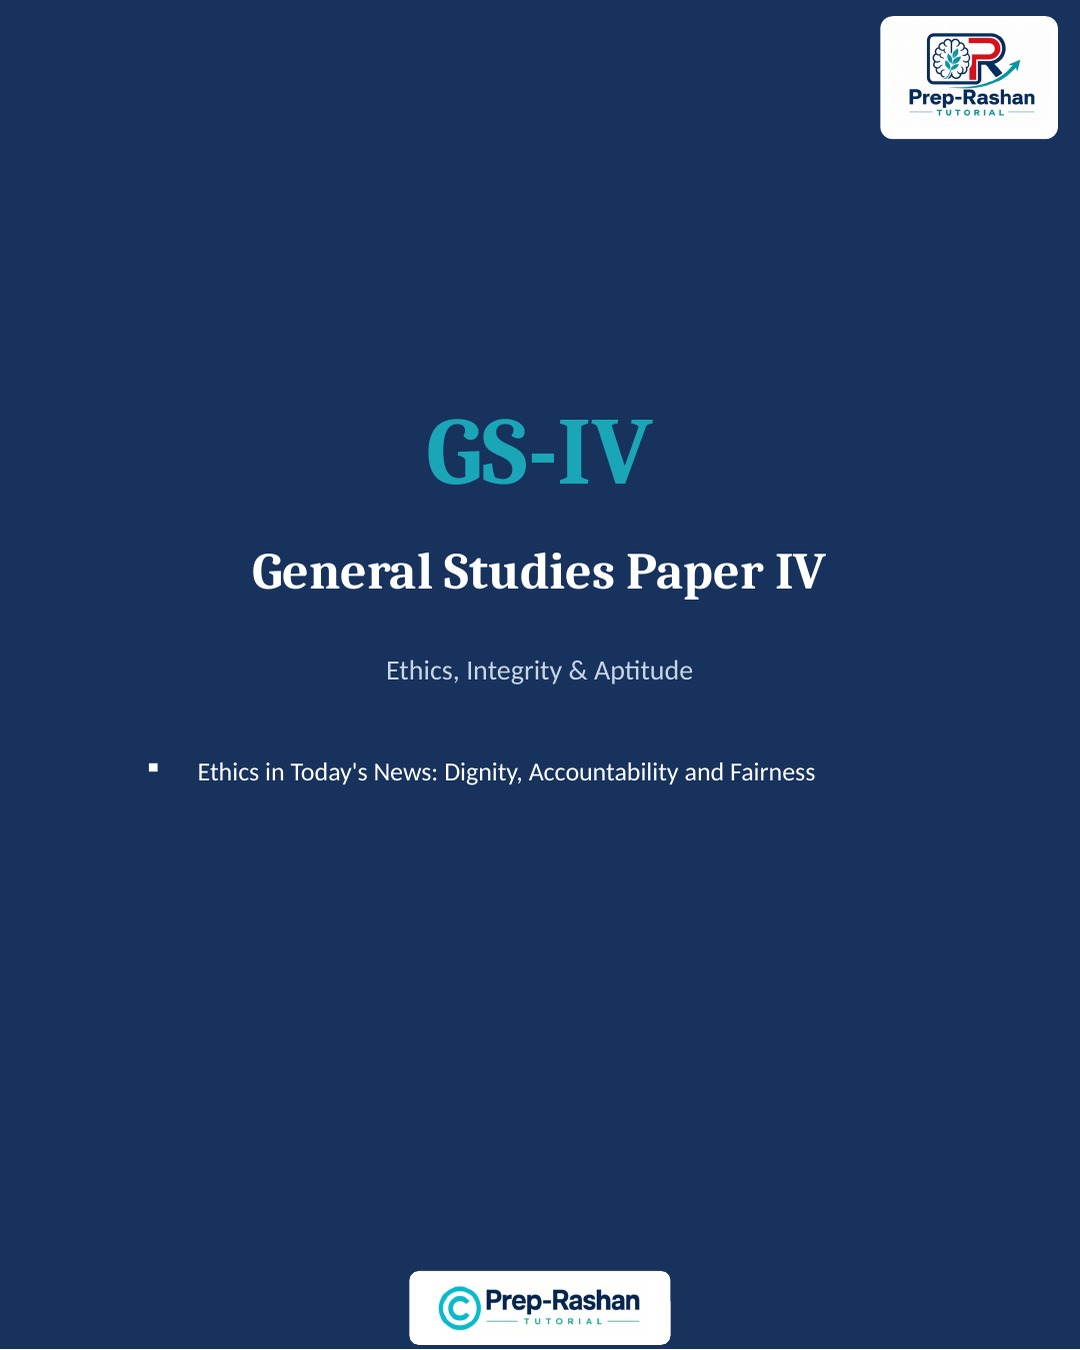 Prep-Rashan
TUTORIAL
GS-IV
General Studies Paper IV
Ethics, Integrity & Aptitude
▪ Ethics in Today's News: Dignity, Accountability and Fairness
© Prep-Rashan
TUTORIAL